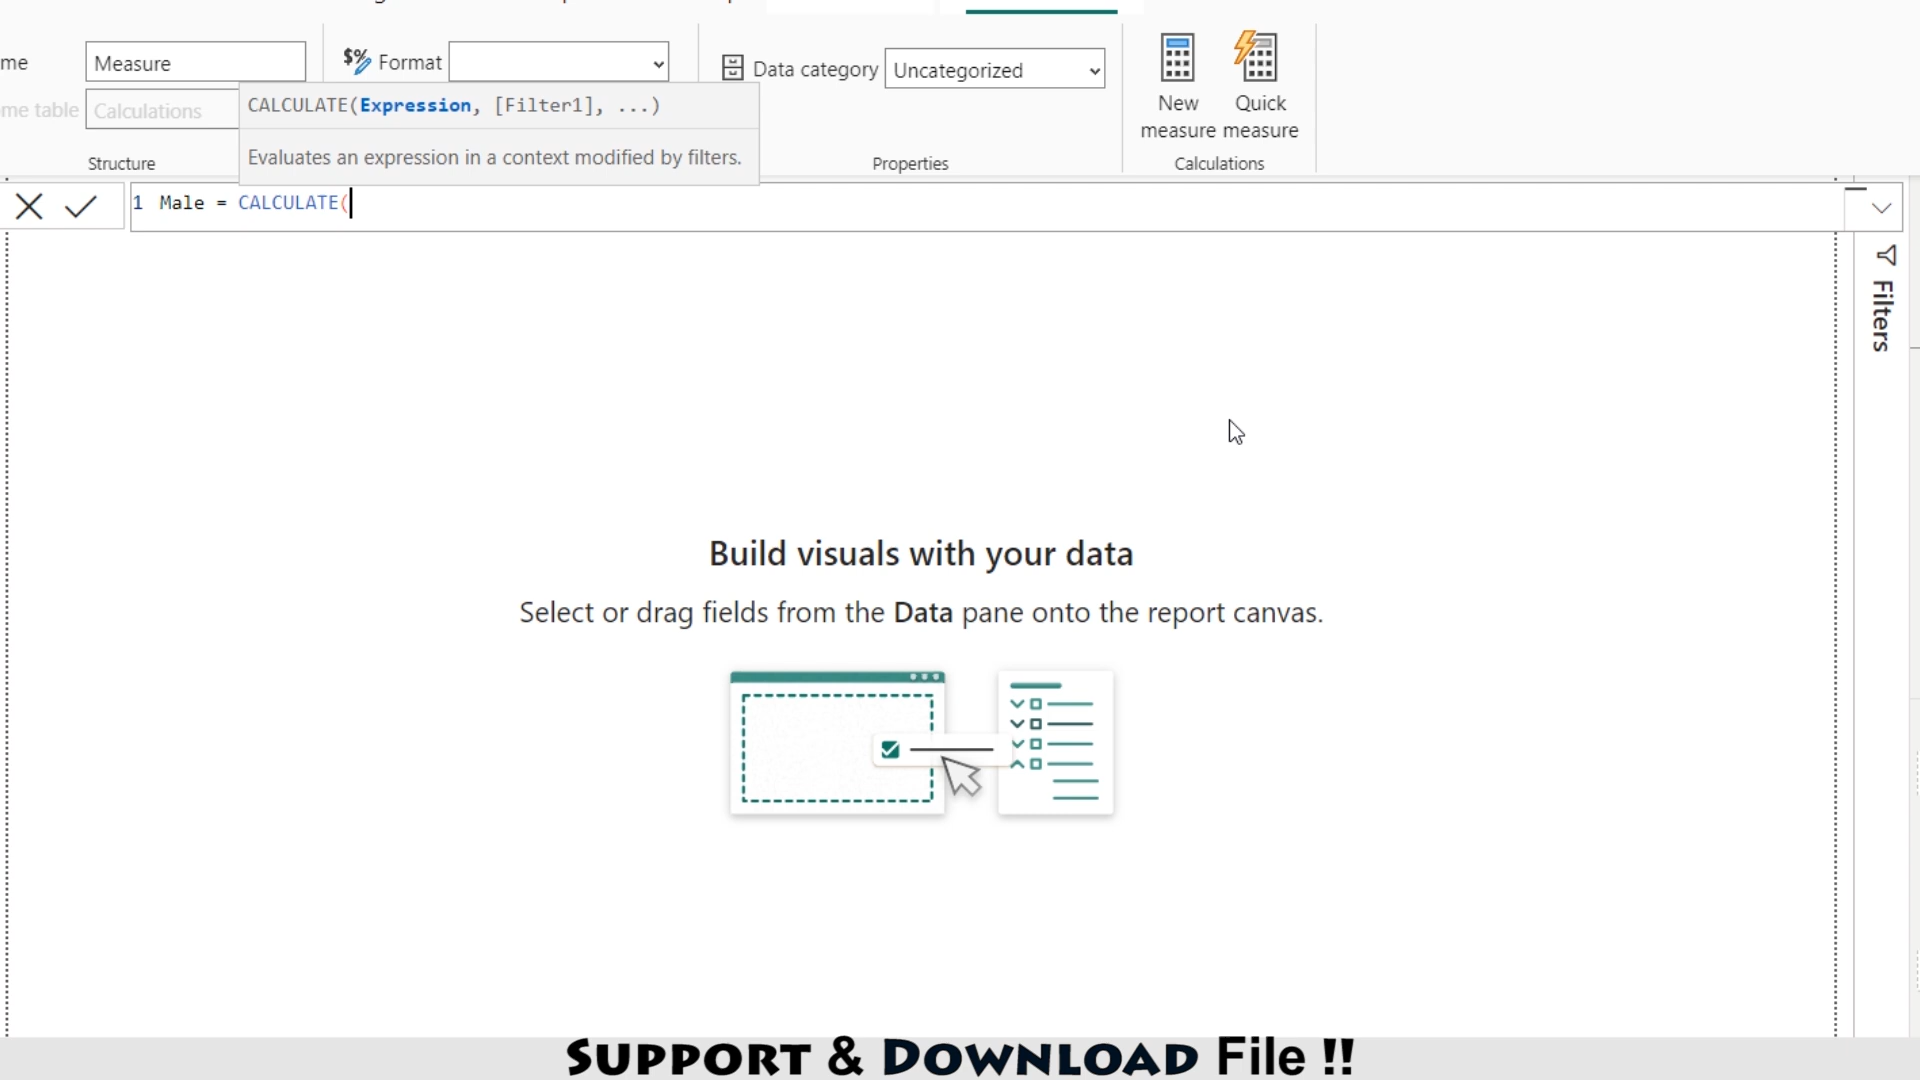 me
Measure
Format
Data category
Uncategorized
New measure
Quick measure
me table
Calculations
CALCULATE(Expression, [Filter1], ...)
Evaluates an expression in a context modified by filters.
Structure
Properties
Calculations
1 Male = CALCULATE(
Filters
Build visuals with your data
Select or drag fields from the Data pane onto the report canvas.
SUPPORT & DOWNLOAD File !!